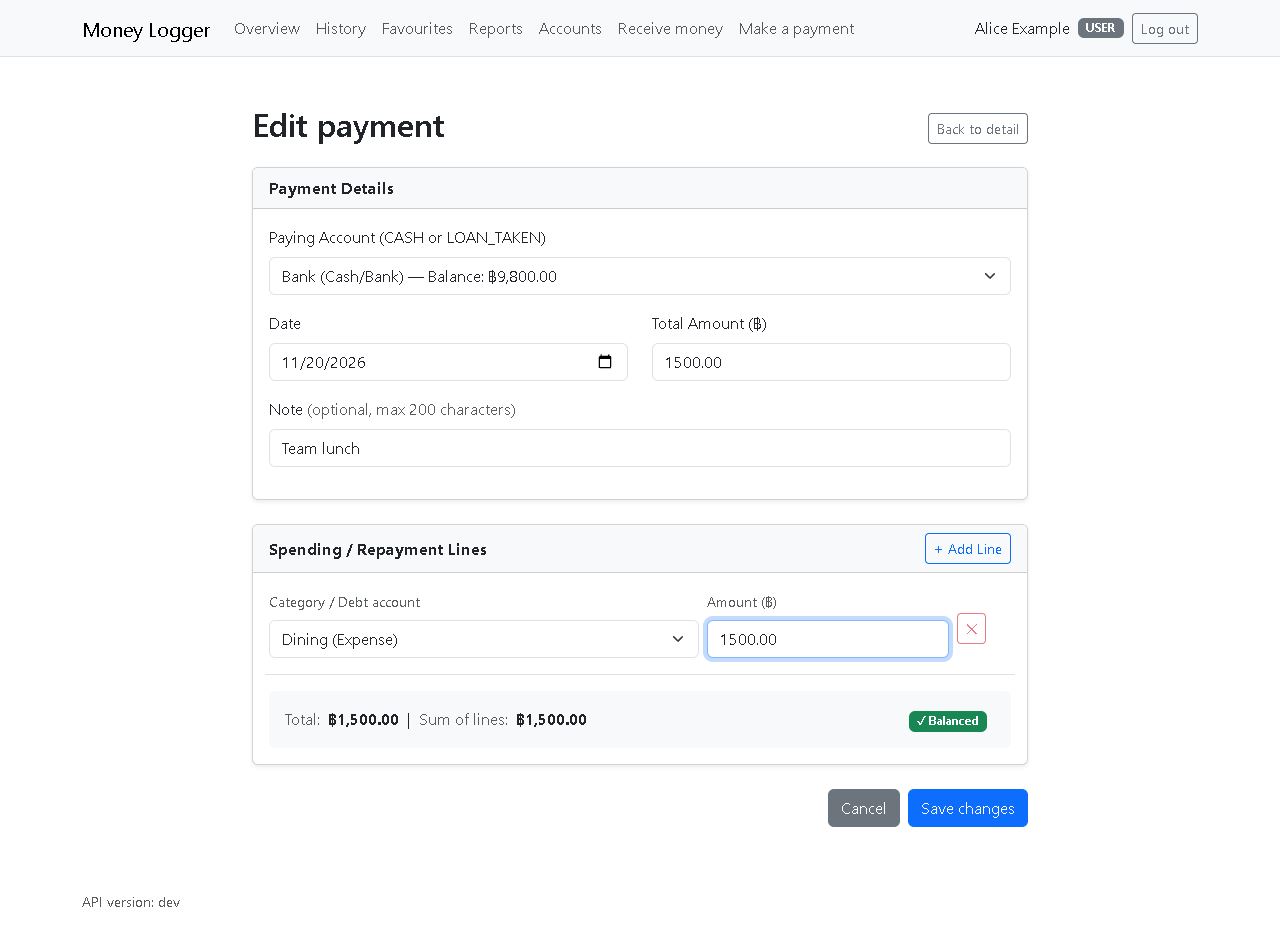 Money Logger Overview History Favourites Reports Accounts Receive money Make a payment Alice Example USER Log out
Edit payment
Back to detail
Payment Details
Paying Account (CASH or LOAN_TAKEN)
Bank (Cash/Bank) — Balance: ฿9,800.00
Date Total Amount (฿)
11/20/2026 1500.00
Note (optional, max 200 characters)
Team lunch
Spending / Repayment Lines + Add Line
Category / Debt account Amount (฿)
Dining (Expense) 1500.00
Total: ฿1,500.00 | Sum of lines: ฿1,500.00 ✓ Balanced
Cancel Save changes
API version: dev